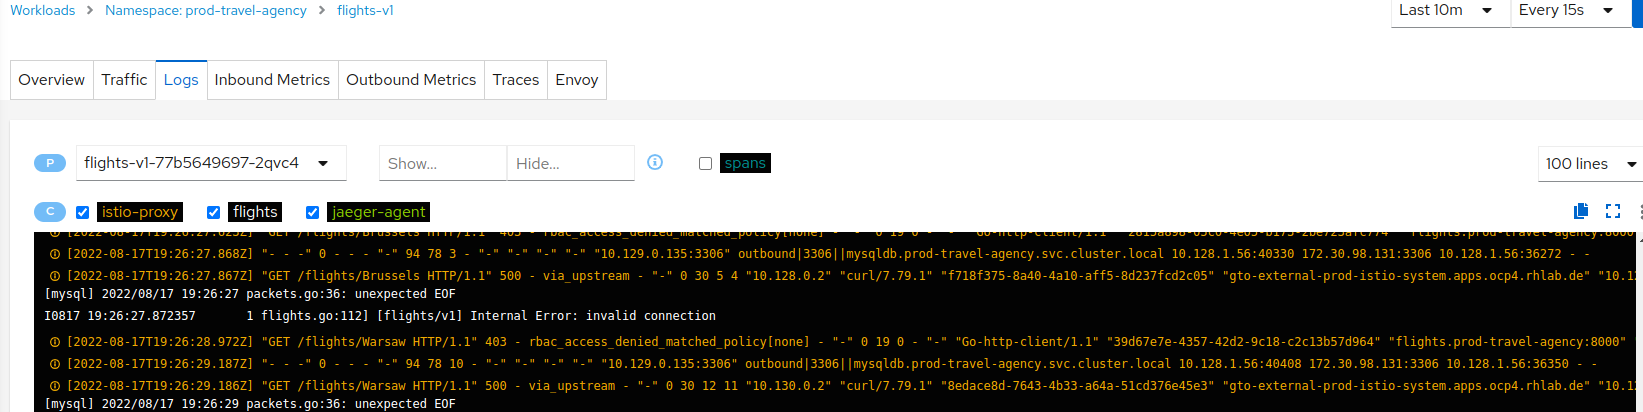 Workloads > Namespace: prod-travel-agency > flights-v1
Last 10m Every 15s
Overview Traffic Logs Inbound Metrics Outbound Metrics Traces Envoy
P flights-v1-77b5649697-2qvc4 Show... Hide... spans 100 lines
C istio-proxy flights jaeger-agent
[2022-08-17T19:26:27.868Z] "- - -" 0 - - - "-" 94 78 3 - "-" "-" "-" "-" "10.129.0.135:3306" outbound|3306||mysqldb.prod-travel-agency.svc.cluster.local 10.128.1.56:40330 172.30.98.131:3306 10.128.1.56:36272 - -
[2022-08-17T19:26:27.867Z] "GET /flights/Brussels HTTP/1.1" 500 - via_upstream - "-" 0 30 5 4 "10.128.0.2" "curl/7.79.1" "f718f375-8a40-4a10-aff5-8d237fcd2c05" "gto-external-prod-istio-system.apps.ocp4.rhlab.de"
[mysql] 2022/08/17 19:26:27 packets.go:36: unexpected EOF
I0817 19:26:27.872357 1 flights.go:112] [flights/v1] Internal Error: invalid connection
[2022-08-17T19:26:28.972Z] "GET /flights/Warsaw HTTP/1.1" 403 - rbac_access_denied_matched_policy[none] - "-" 0 19 0 - "-" "Go-http-client/1.1" "39d67e7e-4357-42d2-9c18-c2c13b57d964" "flights.prod-travel-agency:8000"
[2022-08-17T19:26:29.187Z] "- - -" 0 - - - "-" 94 78 10 - "-" "-" "-" "-" "10.129.0.135:3306" outbound|3306||mysqldb.prod-travel-agency.svc.cluster.local 10.128.1.56:40408 172.30.98.131:3306 10.128.1.56:36350 - -
[2022-08-17T19:26:29.186Z] "GET /flights/Warsaw HTTP/1.1" 500 - via_upstream - "-" 0 30 12 11 "10.130.0.2" "curl/7.79.1" "8edace8d-7643-4b33-a64a-51cd376e45e3" "gto-external-prod-istio-system.apps.ocp4.rhlab.de"
[mysql] 2022/08/17 19:26:29 packets.go:36: unexpected EOF